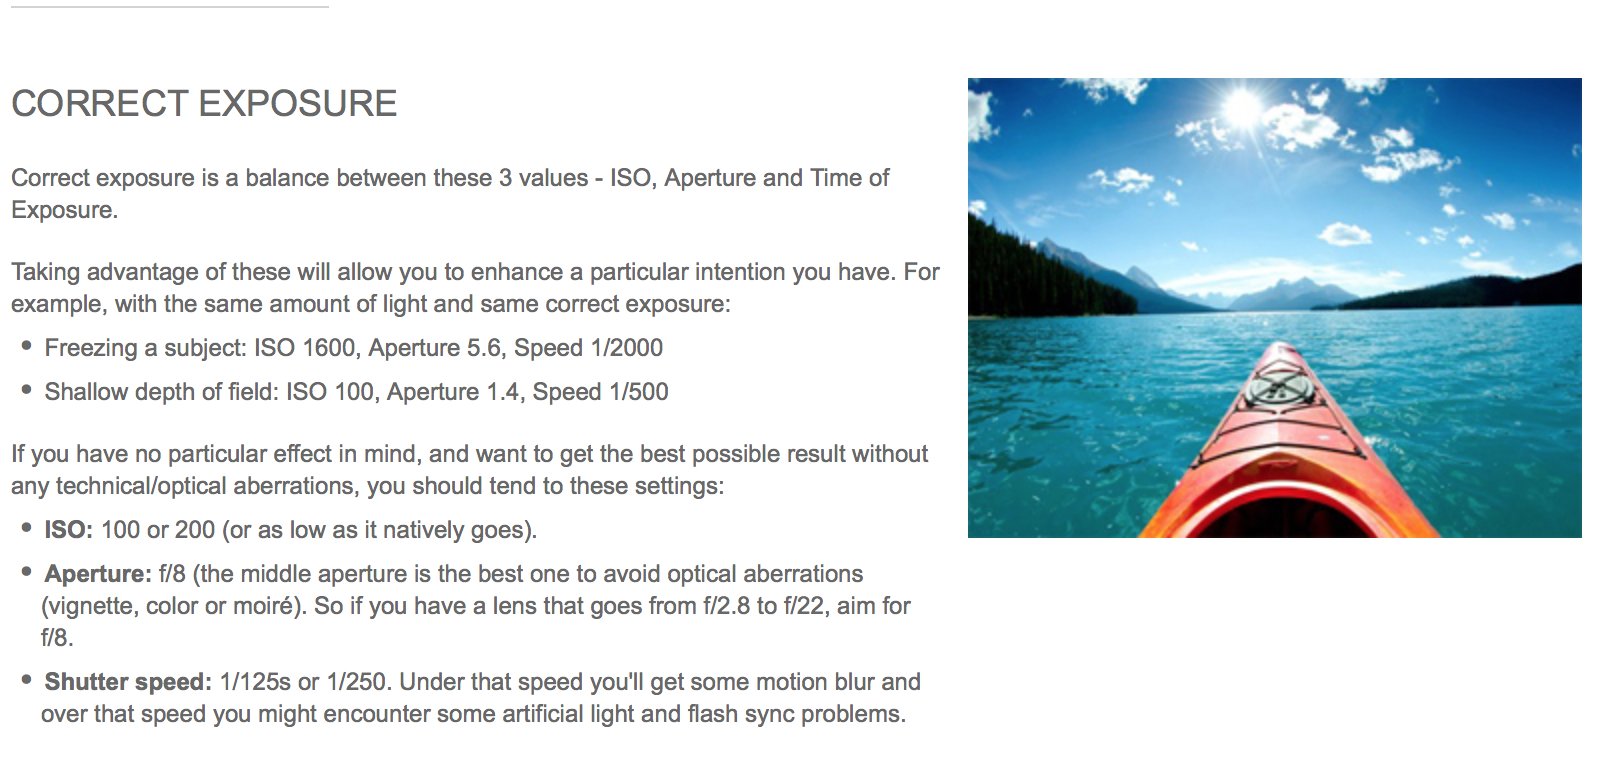 CORRECT EXPOSURE
Correct exposure is a balance between these 3 values - ISO, Aperture and Time of
Exposure.
Taking advantage of these will allow you to enhance a particular intention you have. For
example, with the same amount of light and same correct exposure:
• Freezing a subject: ISO 1600, Aperture 5.6, Speed 1/2000
• Shallow depth of field: ISO 100, Aperture 1.4, Speed 1/500
If you have no particular effect in mind, and want to get the best possible result without
any technical/optical aberrations, you should tend to these settings:
• ISO: 100 or 200 (or as low as it natively goes).
• Aperture: f/8 (the middle aperture is the best one to avoid optical aberrations
(vignette, color or moiré). So if you have a lens that goes from f/2.8 to f/22, aim for
f/8.
• Shutter speed: 1/125s or 1/250. Under that speed you'll get some motion blur and
over that speed you might encounter some artificial light and flash sync problems.